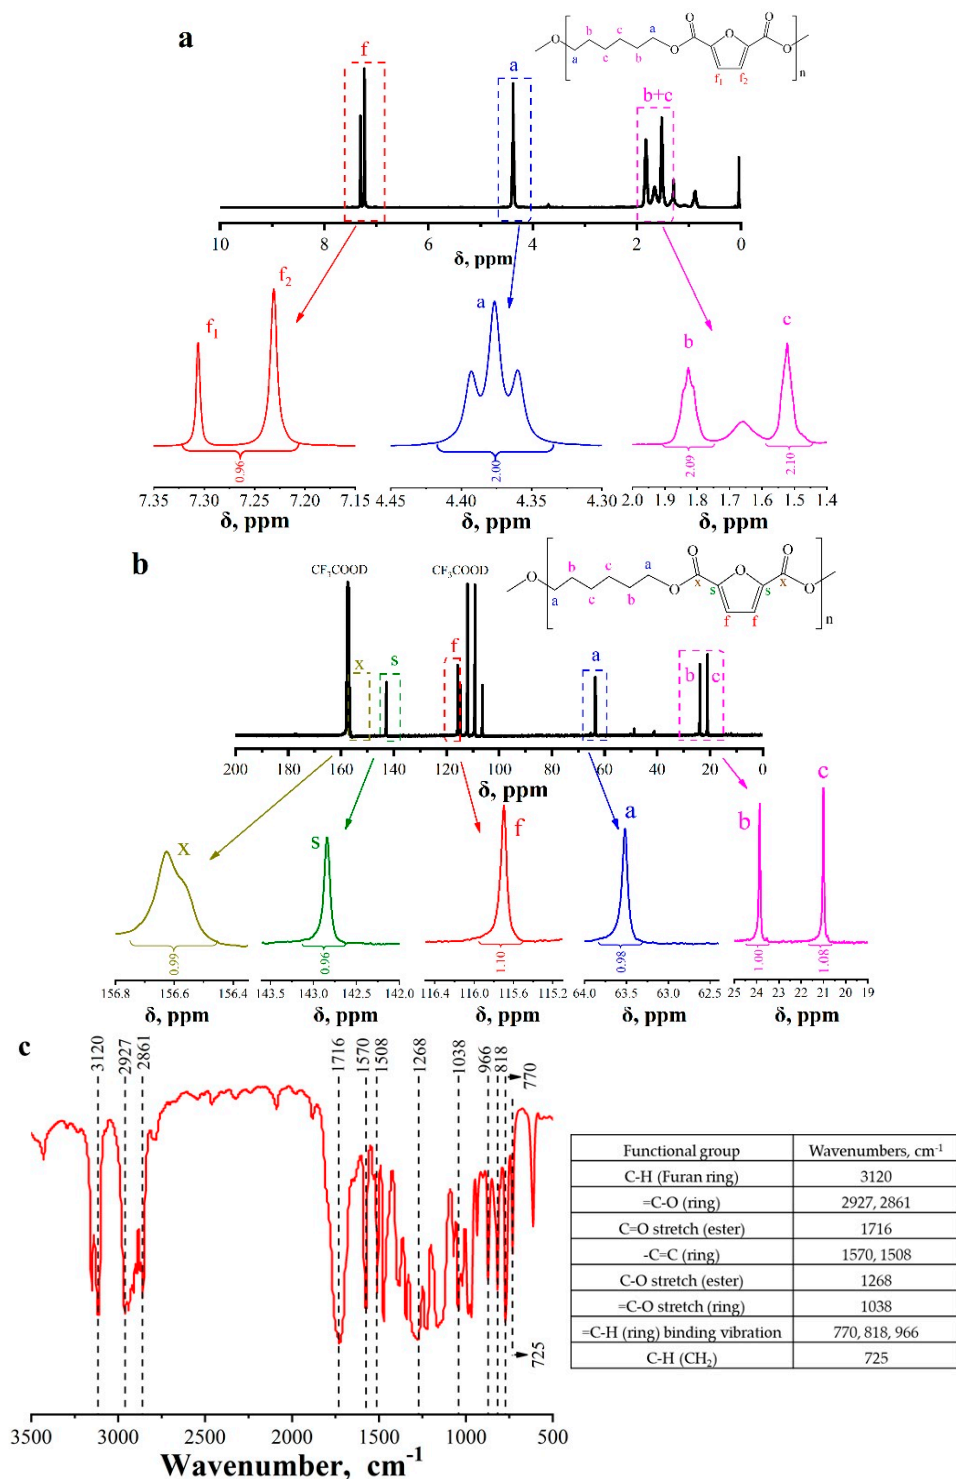 a
f
a
b+c
O
b
c
a
O
O
O
O
O
a
c
b
f₁
f₂
n
10
8
6
4
2
0
δ, ppm
f₁
f₂
a
b
c
0.96
2.00
2.09
2.10
7.35 7.30 7.25 7.20 7.15
4.45 4.40 4.35 4.30
2.0 1.9 1.8 1.7 1.6 1.5 1.4
δ, ppm
δ, ppm
δ, ppm
b
CF₃COOD
CF₃COOD
x
s
f
a
b
c
O
b
c
a
O
O
O
O
O
a
c
b
x
s
s
x
f
f
n
200 180 160 140 120 100 80 60 40 20 0
δ, ppm
x
s
f
a
b
c
0.99
0.96
1.10
0.98
1.00
1.08
156.8 156.6 156.4
143.5 143.0 142.5 142.0
116.4 116.0 115.6 115.2
64.0 63.5 63.0 62.5
25 24 23 22 21 20 19
δ, ppm
δ, ppm
δ, ppm
δ, ppm
δ, ppm
c
3120
2927
2861
1716
1570
1508
1268
1038
966
818
770
725
3500 3000 2500 2000 1500 1000 500
Wavenumber, cm⁻¹
Functional group Wavenumbers, cm⁻¹
C-H (Furan ring) 3120
=C-O (ring) 2927, 2861
C=O stretch (ester) 1716
-C=C (ring) 1570, 1508
C-O stretch (ester) 1268
=C-O stretch (ring) 1038
=C-H (ring) binding vibration 770, 818, 966
C-H (CH₂) 725